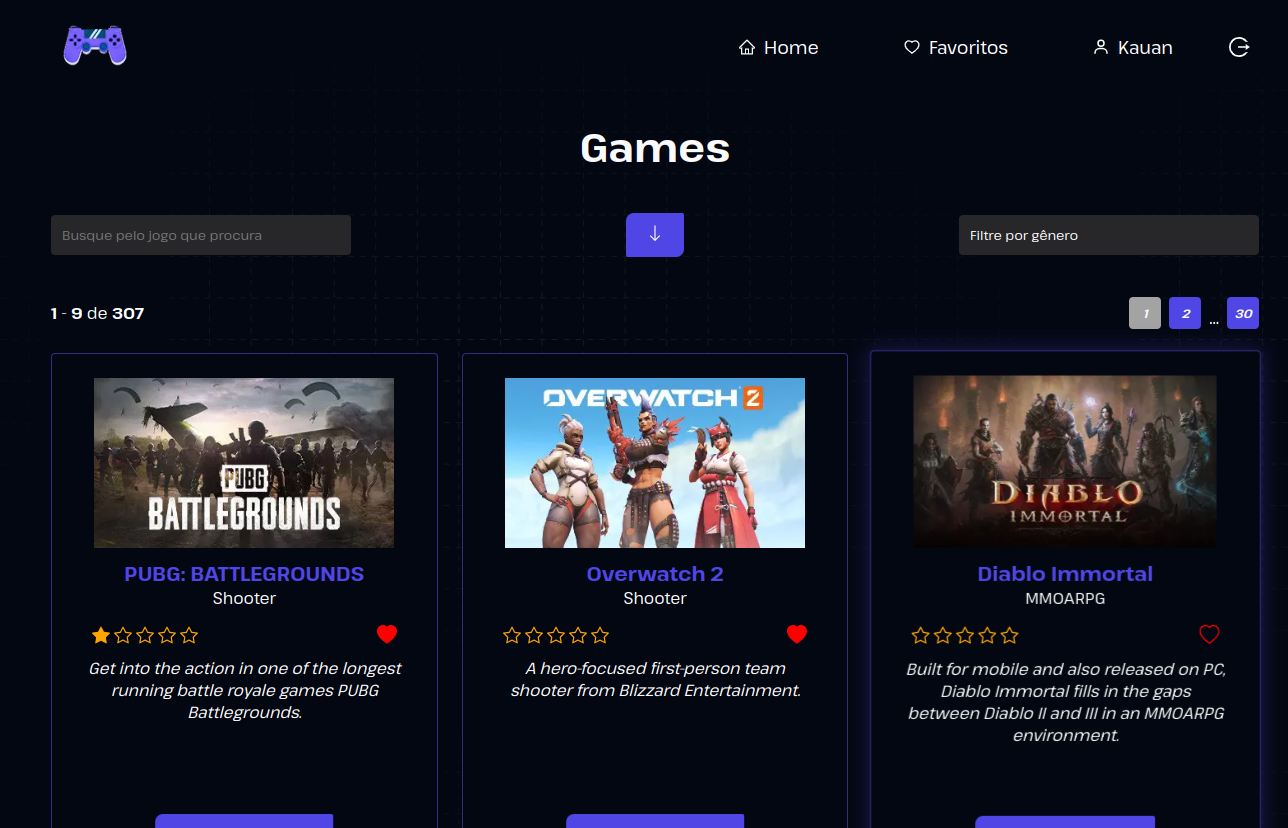 Home Favoritos Kauan
Games
Busque pelo jogo que procura
Filtre por gênero
1 - 9 de 307
1 2 ... 30
PUBG
BATTLEGROUNDS
PUBG: BATTLEGROUNDS
Shooter
Get into the action in one of the longest
running battle royale games PUBG
Battlegrounds.
OVERWATCH 2
Overwatch 2
Shooter
A hero-focused first-person team
shooter from Blizzard Entertainment.
DIABLO
IMMORTAL
Diablo Immortal
MMOARPG
Built for mobile and also released on PC,
Diablo Immortal fills in the gaps
between Diablo II and III in an MMOARPG
environment.